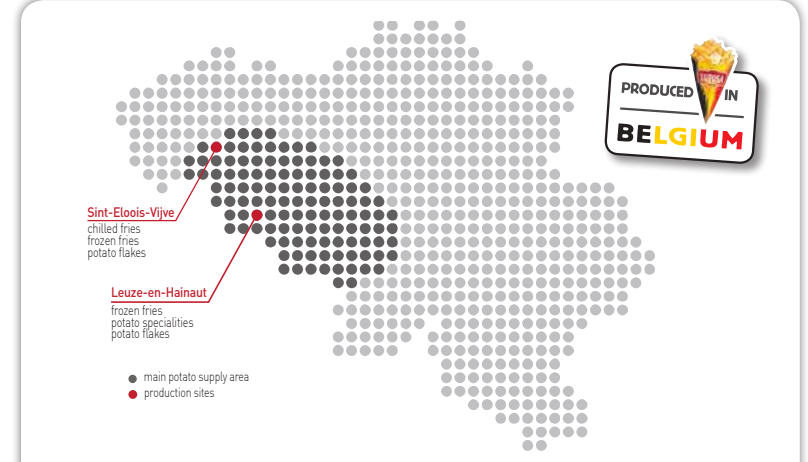 PRODUCED IN
BELGIUM
Sint-Eloois-Vijve
chilled fries
frozen fries
potato flakes
Leuze-en-Hainaut
frozen fries
potato specialities
potato flakes
main potato supply area
production sites